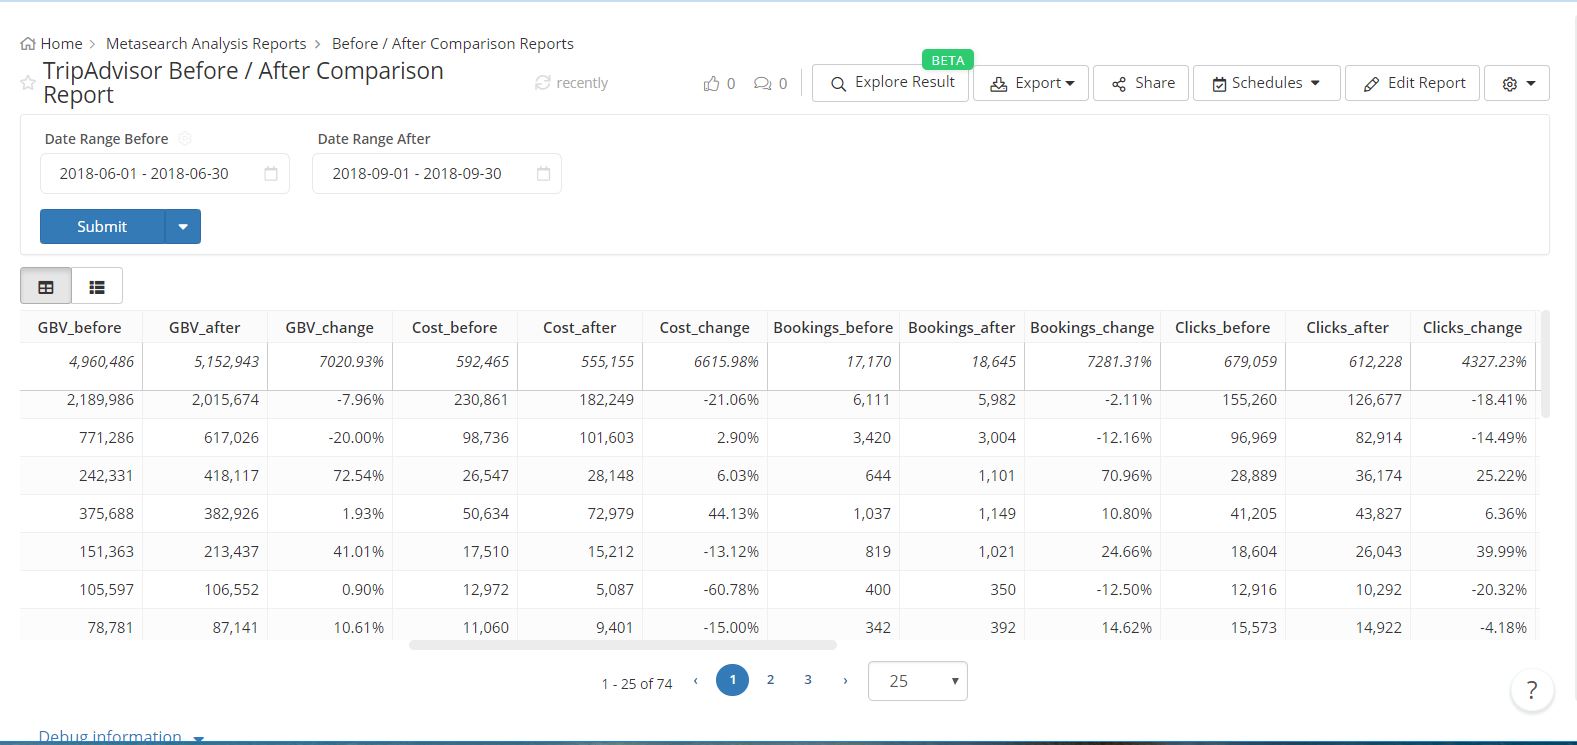 Home > Metasearch Analysis Reports > Before / After Comparison Reports
TripAdvisor Before / After Comparison
Report
recently
0
0
BETA
Explore Result
Export
Share
Schedules
Edit Report
Date Range Before
Date Range After
2018-06-01 - 2018-06-30
2018-09-01 - 2018-09-30
Submit
GBV_before GBV_after GBV_change Cost_before Cost_after Cost_change Bookings_before Bookings_after Bookings_change Clicks_before Clicks_after Clicks_change
4,960,486 5,152,943 7020.93% 592,465 555,155 6615.98% 17,170 18,645 7281.31% 679,059 612,228 4327.23%
2,189,986 2,015,674 -7.96% 230,861 182,249 -21.06% 6,111 5,982 -2.11% 155,260 126,677 -18.41%
771,286 617,026 -20.00% 98,736 101,603 2.90% 3,420 3,004 -12.16% 96,969 82,914 -14.49%
242,331 418,117 72.54% 26,547 28,148 6.03% 644 1,101 70.96% 28,889 36,174 25.22%
375,688 382,926 1.93% 50,634 72,979 44.13% 1,037 1,149 10.80% 41,205 43,827 6.36%
151,363 213,437 41.01% 17,510 15,212 -13.12% 819 1,021 24.66% 18,604 26,043 39.99%
105,597 106,552 0.90% 12,972 5,087 -60.78% 400 350 -12.50% 12,916 10,292 -20.32%
78,781 87,141 10.61% 11,060 9,401 -15.00% 342 392 14.62% 15,573 14,922 -4.18%
1 - 25 of 74 ‹ 1 2 3 › 25
?
Debug information